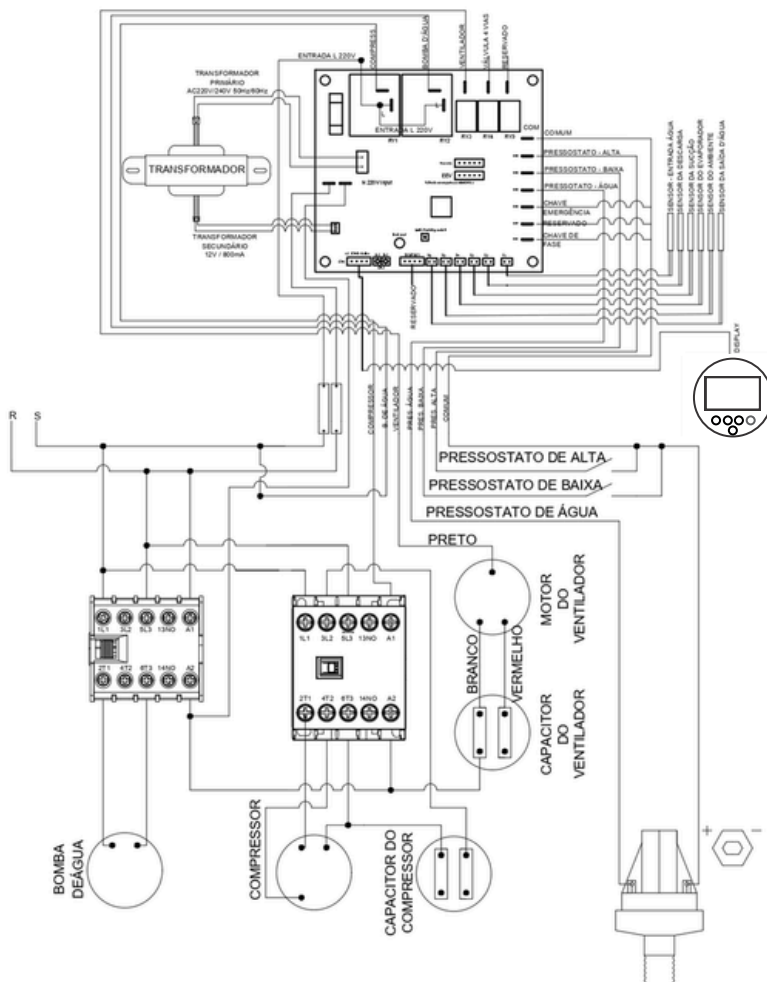 COMPRESS
BOMBA D'ÁGUA
VENTILADOR
VÁLVULA 4 VIAS
RESERVADO
ENTRADA L 220V
TRANSFORMADOR
PRIMÁRIO
AC220V/240V 50Hz/60Hz
TRANSFORMADOR
TRANSFORMADOR
SECUNDÁRIO
12V / 800mA
L
L
ENTRADA L 220V
RY1
RY2
RY3
RY4
RY5
COM
EEV
N 220V Input
COMUM
PRESSOSTATO - ALTA
PRESSOSTATO - BAIXA
PRESSOTATO - ÁGUA
CHAVE
EMERGÊNCIA
RESERVADO
CHAVE DE
FASE
SENSOR - ENTRADA ÁGUA
SENSOR DA DESCARGA
SENSOR DA SUCÇÃO
SENSOR DO EVAPORADOR
SENSOR DO AMBIENTE
SENSOR DA SAÍDA D'ÁGUA
RESERVADO
DISPLAY
COMPRESSOR
B. DE ÁGUA
VENTILADOR
PRES. ÁGUA
PRES. BAIXA
PRES. ALTA
COMUM
R
S
PRESSOSTATO DE ALTA
PRESSOSTATO DE BAIXA
PRESSOSTATO DE ÁGUA
PRETO
MOTOR
DO
VENTILADOR
BRANCO
VERMELHO
CAPACITOR
DO
VENTILADOR
1L1 3L2 5L3 13NO A1
2T1 4T2 6T3 14NO A2
1L1 3L2 5L3 13NO A1
2T1 4T2 6T3 14NO A2
BOMBA
DEÁGUA
COMPRESSOR
CAPACITOR DO
COMPRESSOR
+
−